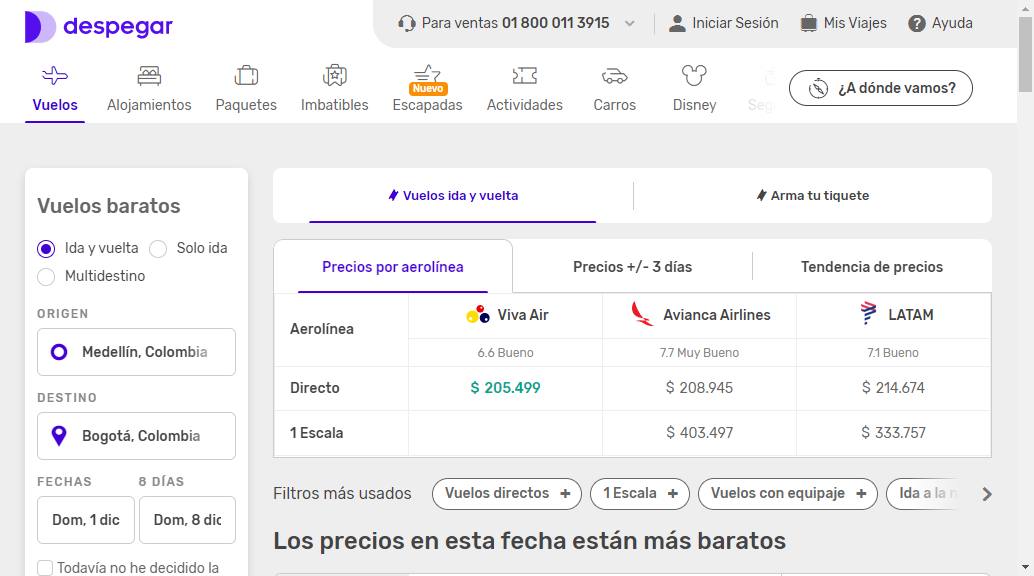 despegar
Para ventas 01 800 011 3915
Iniciar Sesión
Mis Viajes
Ayuda
Vuelos
Alojamientos
Paquetes
Imbatibles
Nuevo
Escapadas
Actividades
Carros
Disney
¿A dónde vamos?
Vuelos baratos
Ida y vuelta
Solo ida
Multidestino
ORIGEN
Medellín, Colombia
DESTINO
Bogotá, Colombia
FECHAS
8 DÍAS
Dom, 1 dic
Dom, 8 dic
Todavía no he decidido la
Vuelos ida y vuelta
Arma tu tiquete
Precios por aerolínea
Precios +/- 3 días
Tendencia de precios
Aerolínea
Viva Air
Avianca Airlines
LATAM
6.6 Bueno
7.7 Muy Bueno
7.1 Bueno
Directo
$ 205.499
$ 208.945
$ 214.674
1 Escala
$ 403.497
$ 333.757
Filtros más usados
Vuelos directos +
1 Escala +
Vuelos con equipaje +
Ida a la
Los precios en esta fecha están más baratos